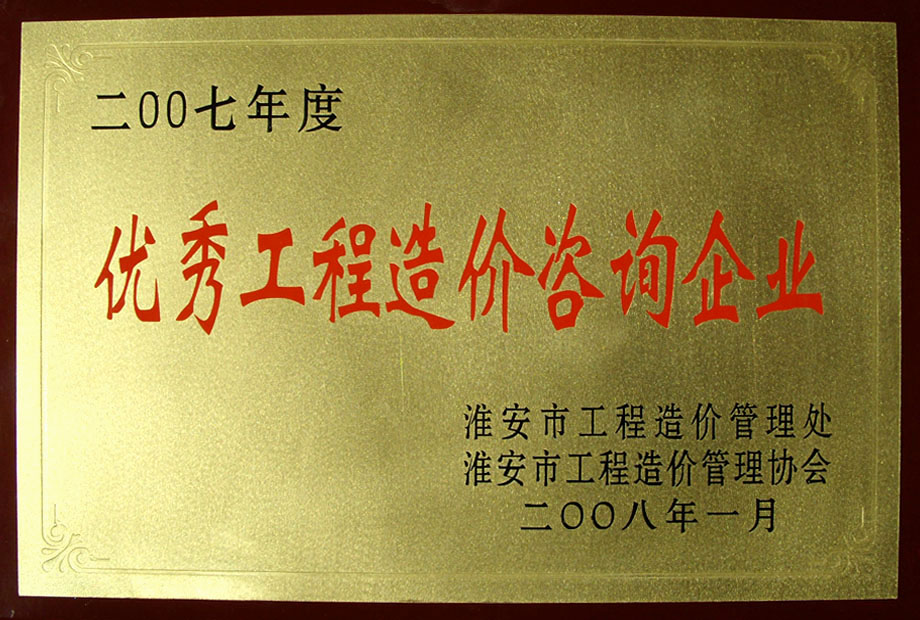 二00七年度
优秀工程造价咨询企业
淮安市工程造价管理处
淮安市工程造价管理协会
二OO八年一月